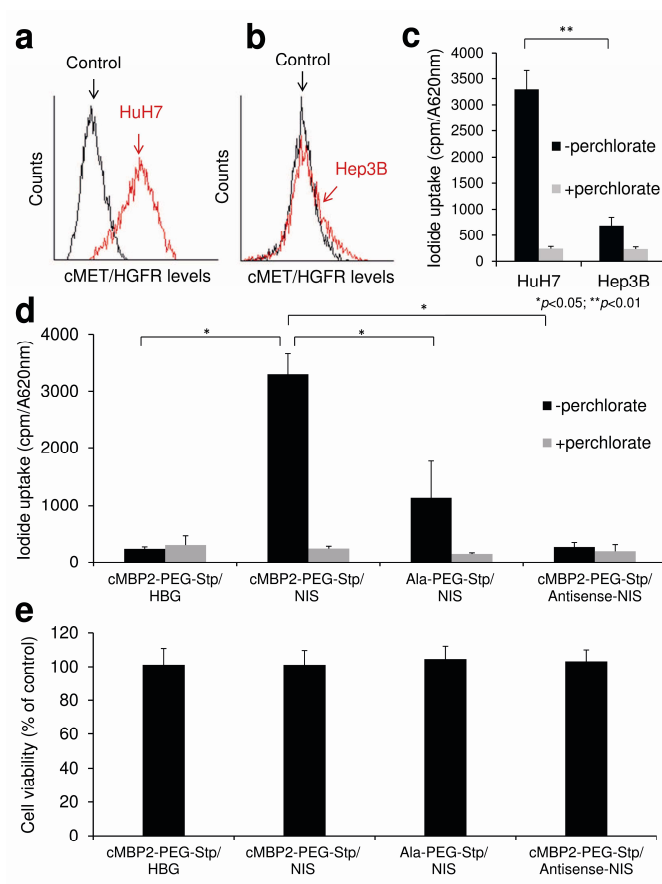 a
Control
HuH7
Counts
cMET/HGFR levels
b
Control
Hep3B
Counts
cMET/HGFR levels
c
**
Iodide uptake (cpm/A620nm)
4000
3500
3000
2500
2000
1500
1000
500
0
-perchlorate
+perchlorate
HuH7 Hep3B
*p<0.05; **p<0.01
d
*
* *
Iodide uptake (cpm/A620nm)
4000
3000
2000
1000
0
-perchlorate
+perchlorate
cMBP2-PEG-Stp/ cMBP2-PEG-Stp/ Ala-PEG-Stp/ cMBP2-PEG-Stp/
HBG NIS NIS Antisense-NIS
e
Cell viability (% of control)
120
100
80
60
40
20
0
cMBP2-PEG-Stp/ cMBP2-PEG-Stp/ Ala-PEG-Stp/ cMBP2-PEG-Stp/
HBG NIS NIS Antisense-NIS